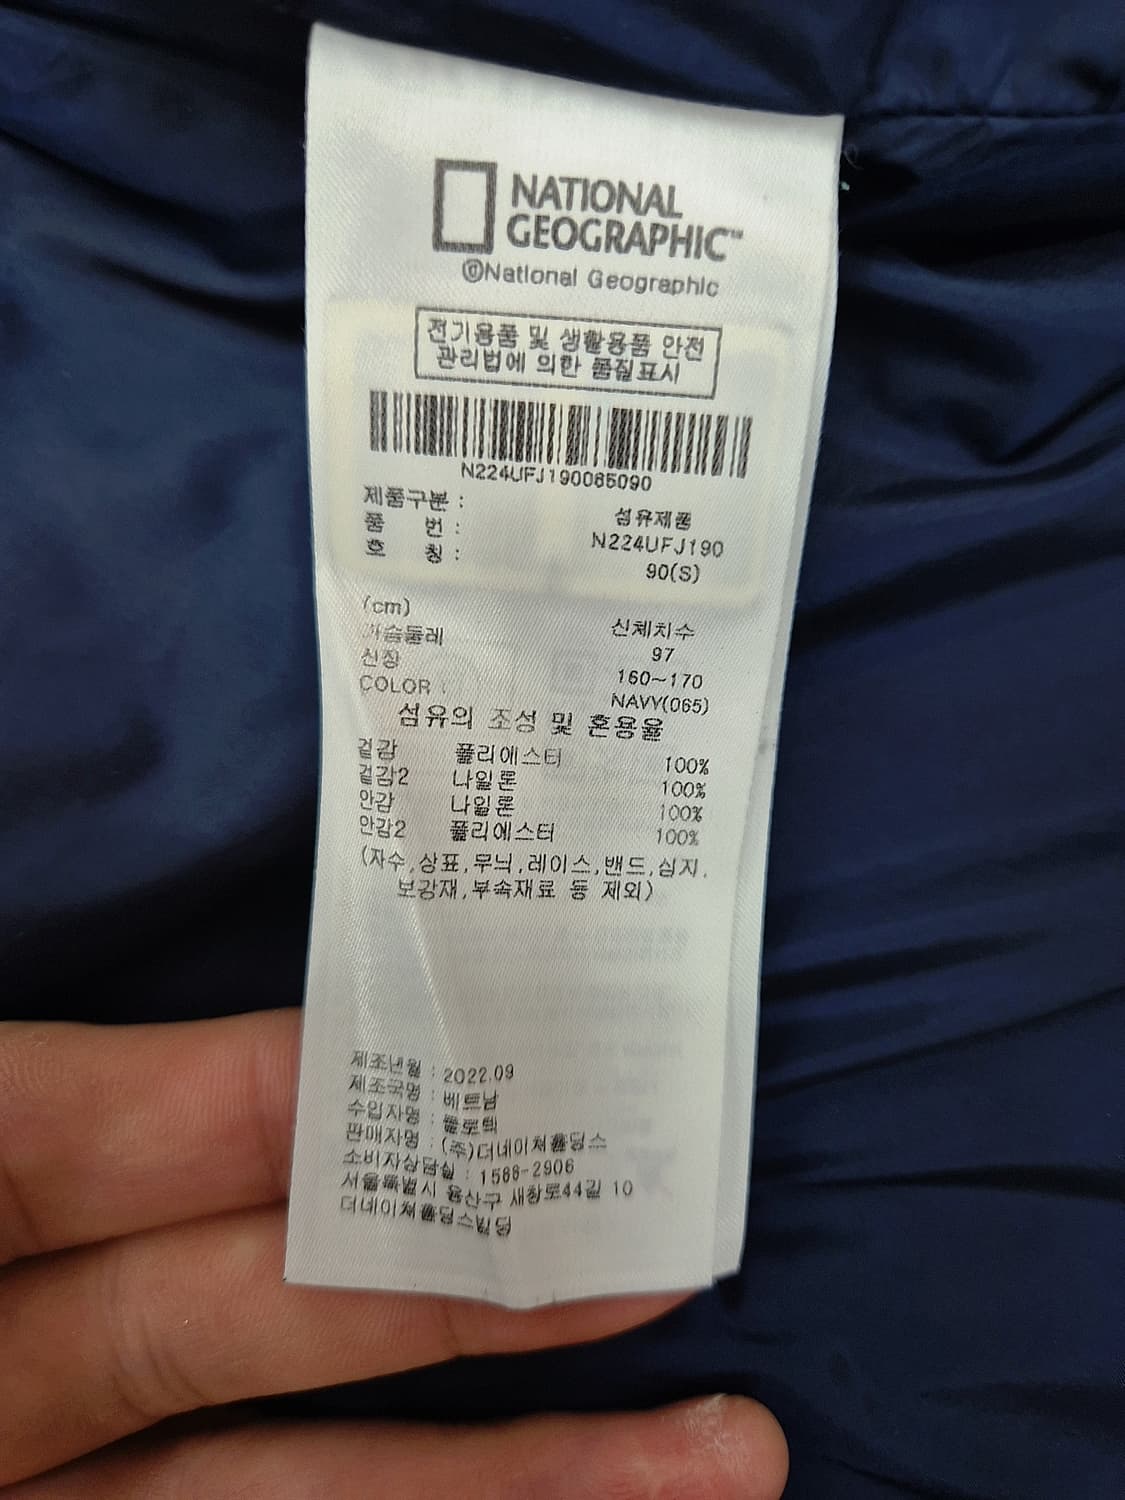 NATIONAL
GEOGRAPHIC™
©National Geographic
전기용품 및 생활용품 안전
관리법에 의한 품질표시
N224UFJ190065090
제품구분 : 섬유제품
품 번 : N224UFJ190
호 칭 : 90(S)
(cm) 신체치수
가슴둘레 97
신장 160~170
COLOR : NAVY(065)
섬유의 조성 및 혼용율
겉감 폴리에스터 100%
겉감2 나일론 100%
안감 나일론 100%
안감2 폴리에스터 100%
(자수,상표,무늬,레이스,밴드,심지,
보강재,부속재료 등 제외)
제조년월 : 2022.09
제조국명 : 베트남
수입자명 : 풀로텍
판매자명 : (주)더네이쳐홀딩스
소비자상담실 : 1588-2906
서울특별시 용산구 새창로44길 10
더네이쳐홀딩스빌딩